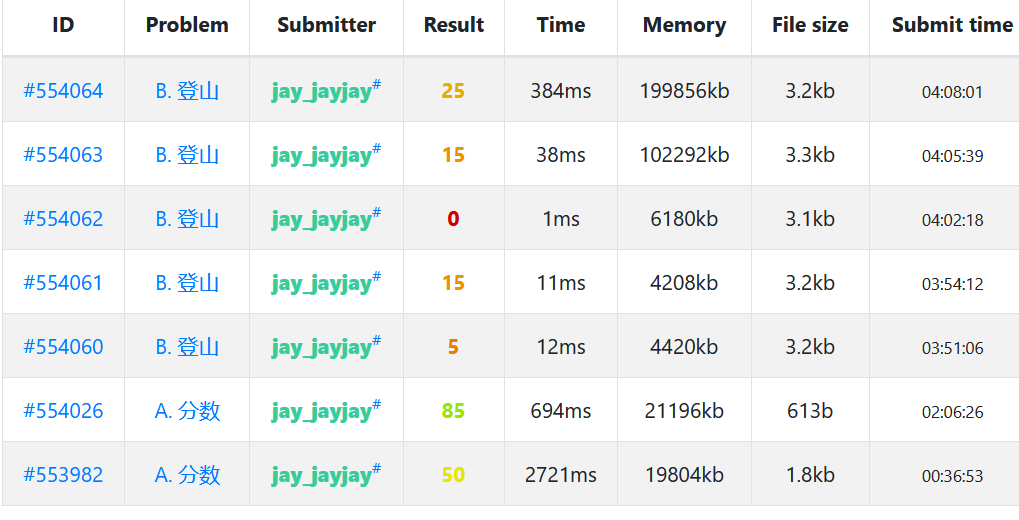 ID Problem Submitter Result Time Memory File size Submit time
#554064 B. 登山 jay_jayjay# 25 384ms 199856kb 3.2kb 04:08:01
#554063 B. 登山 jay_jayjay# 15 38ms 102292kb 3.3kb 04:05:39
#554062 B. 登山 jay_jayjay# 0 1ms 6180kb 3.1kb 04:02:18
#554061 B. 登山 jay_jayjay# 15 11ms 4208kb 3.2kb 03:54:12
#554060 B. 登山 jay_jayjay# 5 12ms 4420kb 3.2kb 03:51:06
#554026 A. 分数 jay_jayjay# 85 694ms 21196kb 613b 02:06:26
#553982 A. 分数 jay_jayjay# 50 2721ms 19804kb 1.8kb 00:36:53